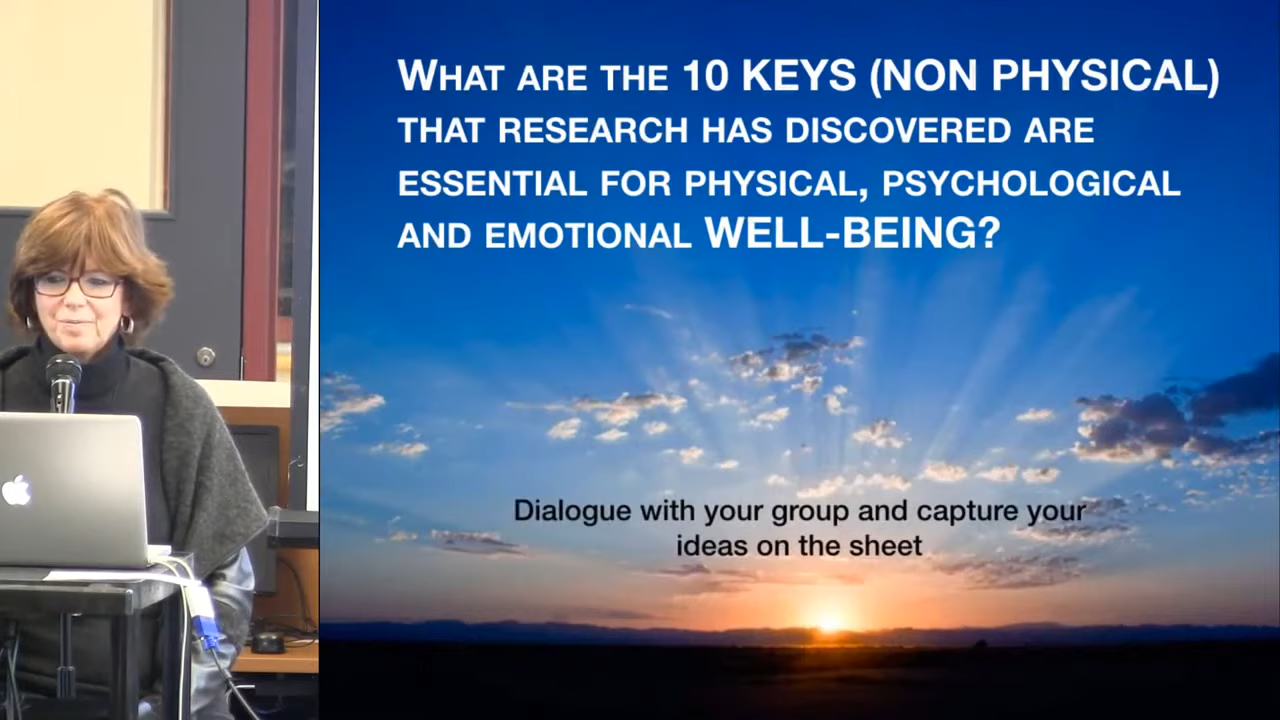 WHAT ARE THE 10 KEYS (NON PHYSICAL)
THAT RESEARCH HAS DISCOVERED ARE
ESSENTIAL FOR PHYSICAL, PSYCHOLOGICAL
AND EMOTIONAL WELL-BEING?
Dialogue with your group and capture your
ideas on the sheet